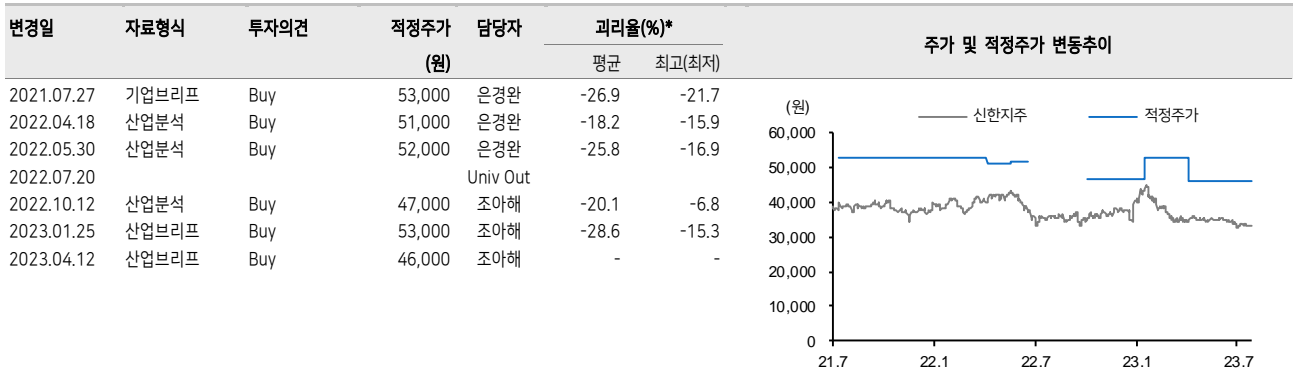 변경일 자료형식 투자의견 적정주가 담당자 괴리율(%)* 주가 및 적정주가 변동추이
(원) 평균 최고(최저)
2021.07.27 기업브리프 Buy 53,000 은경완 -26.9 -21.7
2022.04.18 산업분석 Buy 51,000 은경완 -18.2 -15.9
2022.05.30 산업분석 Buy 52,000 은경완 -25.8 -16.9
2022.07.20 Univ Out
2022.10.12 산업분석 Buy 47,000 조아해 -20.1 -6.8
2023.01.25 산업브리프 Buy 53,000 조아해 -28.6 -15.3
2023.04.12 산업브리프 Buy 46,000 조아해 - -
(원) 신한지주 적정주가
60,000
50,000
40,000
30,000
20,000
10,000
0
21.7 22.1 22.7 23.1 23.7